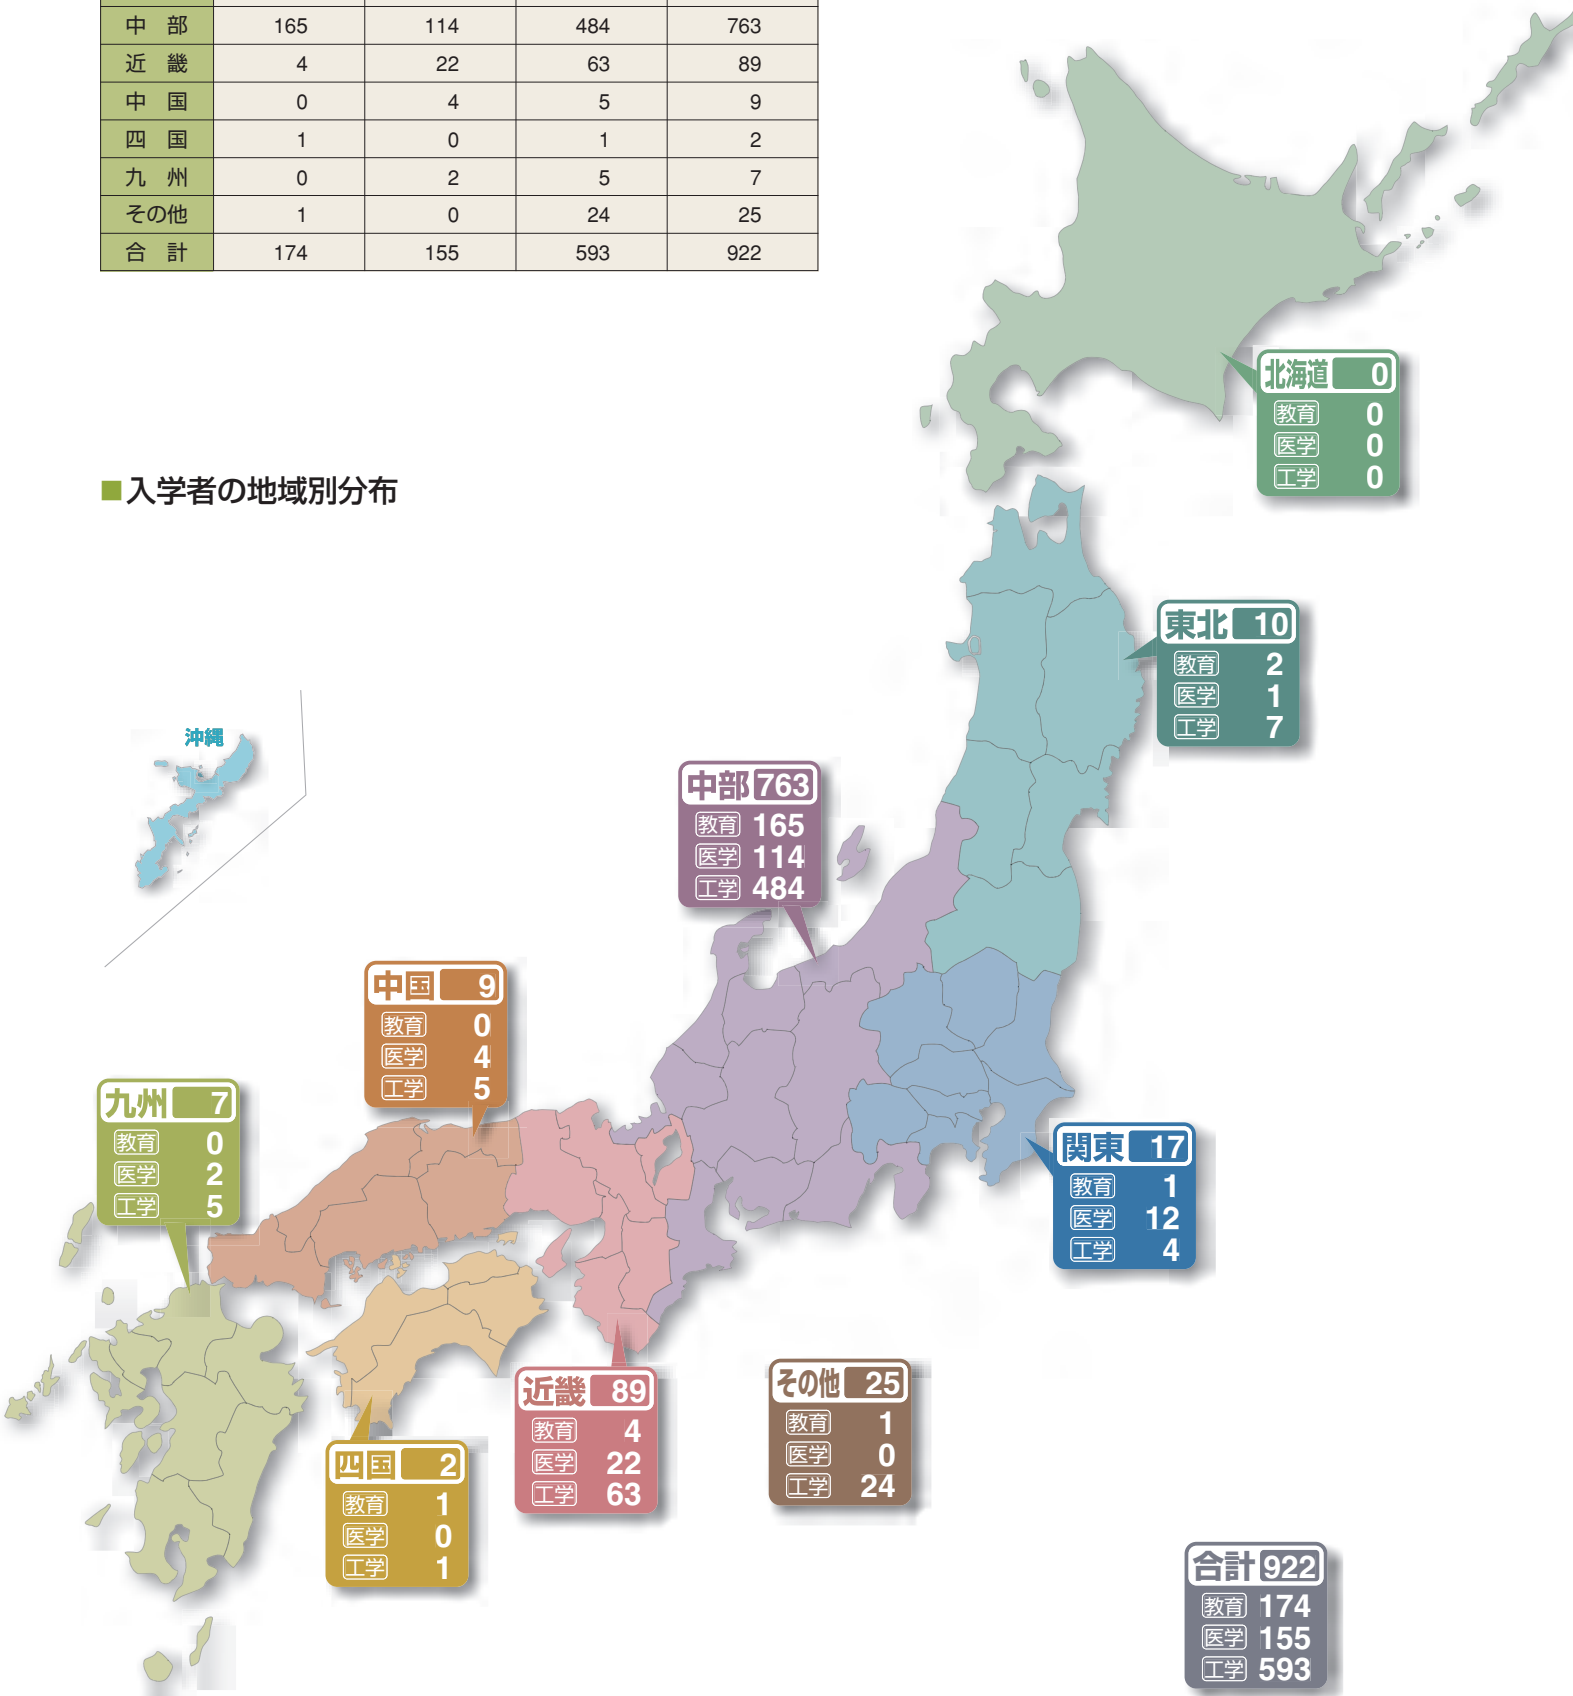 中 部 165 114 484 763
近 畿 4 22 63 89
中 国 0 4 5 9
四 国 1 0 1 2
九 州 0 2 5 7
その他 1 0 24 25
合 計 174 155 593 922
北海道 0
教育 0
医学 0
工学 0
■入学者の地域別分布
東北 10
教育 2
医学 1
工学 7
沖縄
中部 763
教育 165
医学 114
工学 484
中国 9
教育 0
医学 4
工学 5
九州 7
教育 0
医学 2
工学 5
関東 17
教育 1
医学 12
工学 4
近畿 89
教育 4
医学 22
工学 63
その他 25
教育 1
医学 0
工学 24
四国 2
教育 1
医学 0
工学 1
合計 922
教育 174
医学 155
工学 593